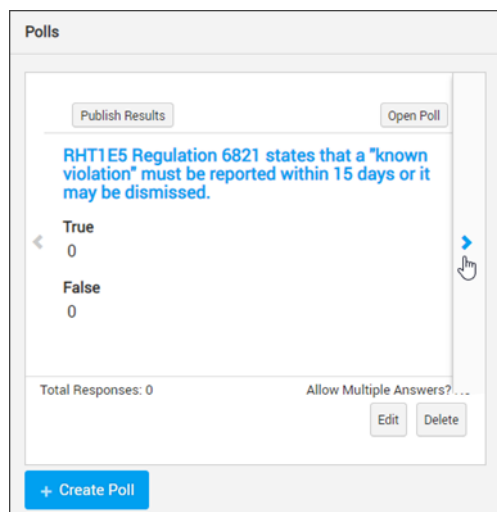 Polls
Publish Results
Open Poll
RHT1E5 Regulation 6821 states that a "known
violation" must be reported within 15 days or it
may be dismissed.
True
0
False
0
Total Responses: 0
Allow Multiple Answers?
Edit
Delete
+ Create Poll